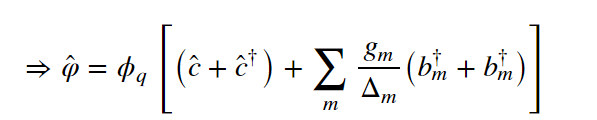 ⇒ φ̂ = ϕ_q [ (ĉ + ĉ†) + ∑_m g_m/Δ_m (b_m† + b_m†) ]